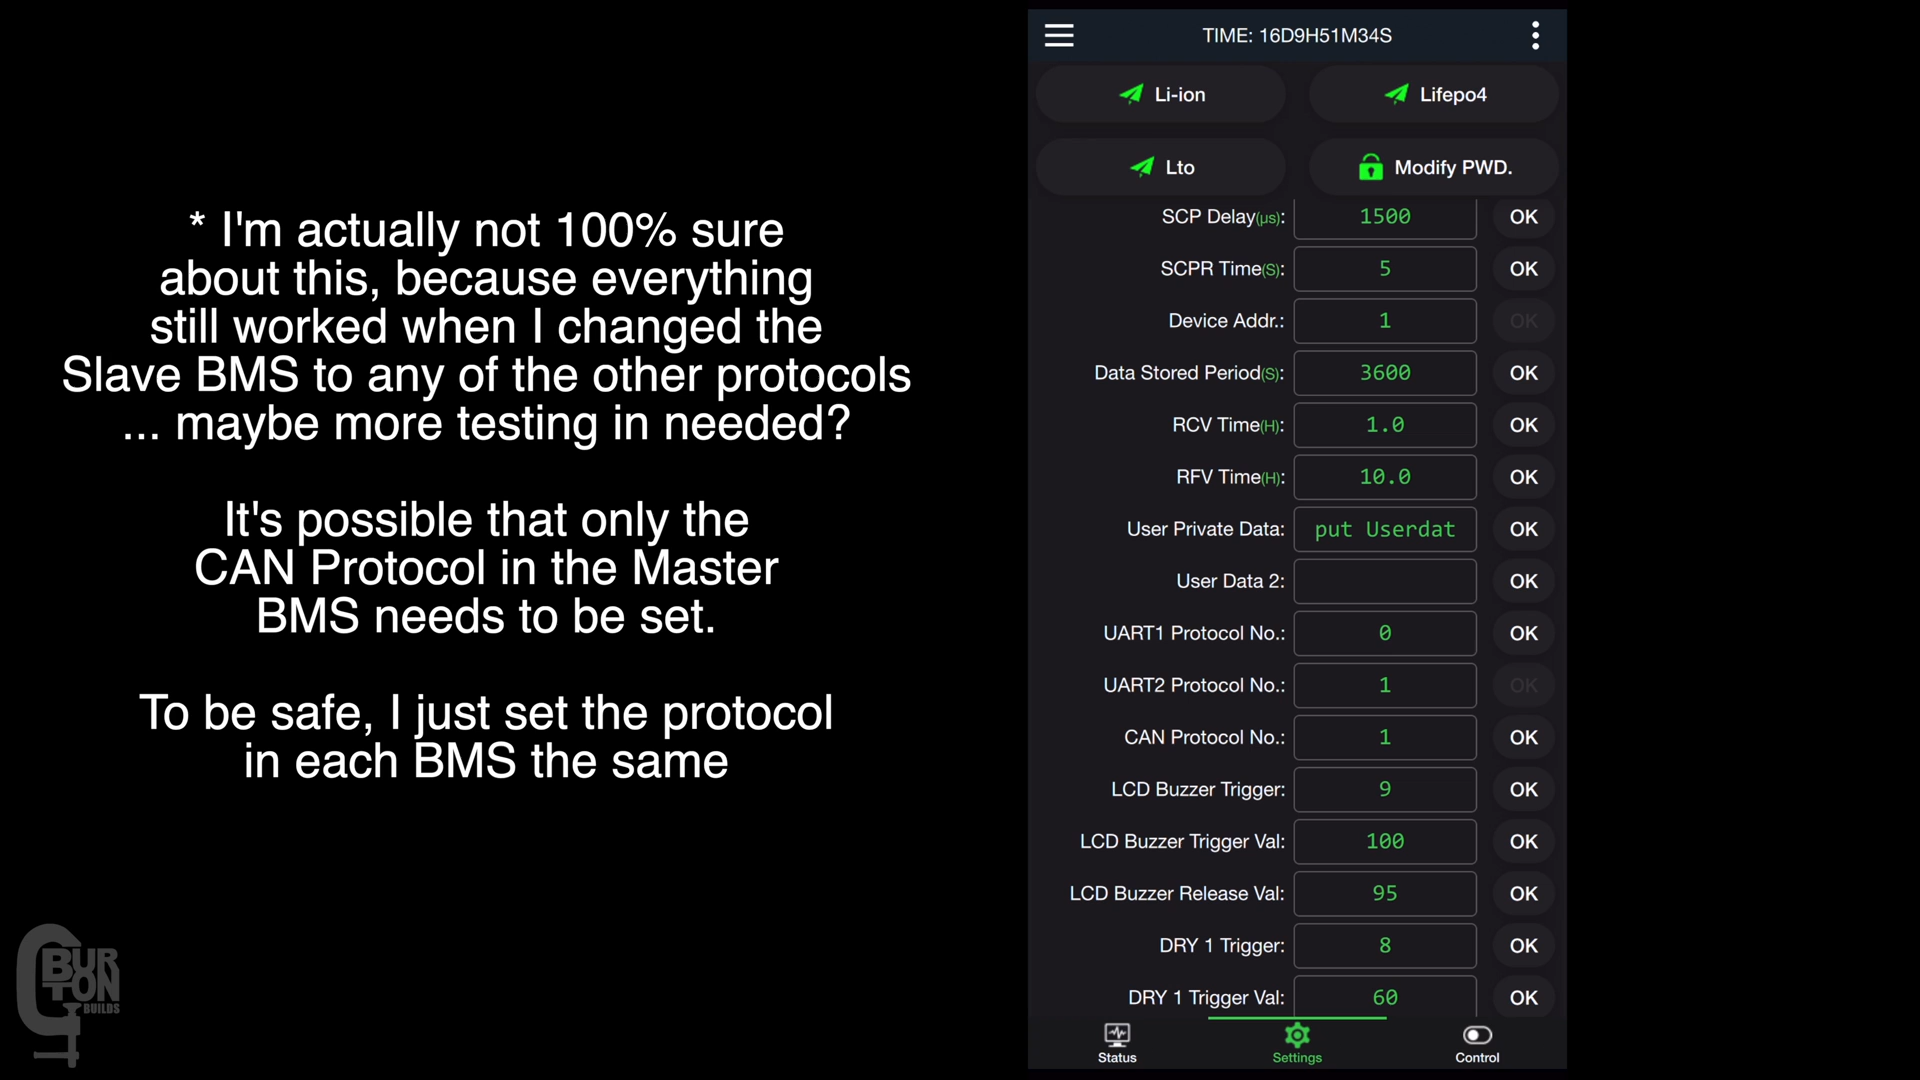 * I'm actually not 100% sure
about this, because everything
still worked when I changed the
Slave BMS to any of the other protocols
... maybe more testing in needed?
It's possible that only the
CAN Protocol in the Master
BMS needs to be set.
To be safe, I just set the protocol
in each BMS the same
BUR
TON
BUILDS
TIME: 16D9H51M34S
Li-ion
Lifepo4
Lto
Modify PWD.
SCP Delay(µs): 1500 OK
SCPR Time(S): 5 OK
Device Addr.: 1 OK
Data Stored Period(S): 3600 OK
RCV Time(H): 1.0 OK
RFV Time(H): 10.0 OK
User Private Data: put Userdat OK
User Data 2: OK
UART1 Protocol No.: 0 OK
UART2 Protocol No.: 1 OK
CAN Protocol No.: 1 OK
LCD Buzzer Trigger: 9 OK
LCD Buzzer Trigger Val: 100 OK
LCD Buzzer Release Val: 95 OK
DRY 1 Trigger: 8 OK
DRY 1 Trigger Val: 60 OK
Status
Settings
Control